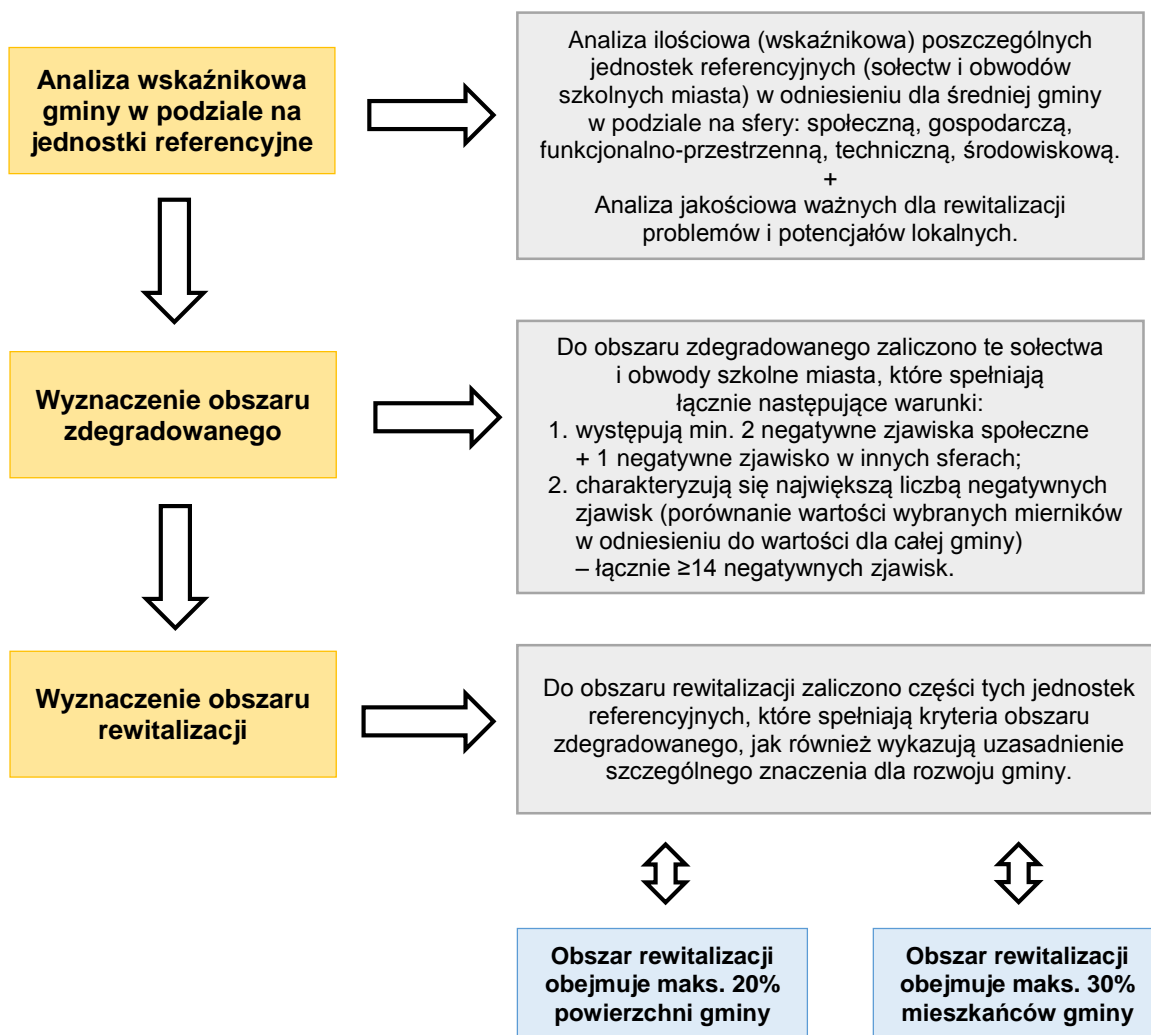 Analiza wskaźnikowa
gminy w podziale na
jednostki referencyjne
Analiza ilościowa (wskaźnikowa) poszczególnych
jednostek referencyjnych (sołectw i obwodów
szkolnych miasta) w odniesieniu dla średniej gminy
w podziale na sfery: społeczną, gospodarczą,
funkcjonalno-przestrzenną, techniczną, środowiskową.
+
Analiza jakościowa ważnych dla rewitalizacji
problemów i potencjałów lokalnych.
Wyznaczenie obszaru
zdegradowanego
Do obszaru zdegradowanego zaliczono te sołectwa
i obwody szkolne miasta, które spełniają
łącznie następujące warunki:
1. występują min. 2 negatywne zjawiska społeczne
+ 1 negatywne zjawisko w innych sferach;
2. charakteryzują się największą liczbą negatywnych
zjawisk (porównanie wartości wybranych mierników
w odniesieniu do wartości dla całej gminy)
– łącznie ≥14 negatywnych zjawisk.
Wyznaczenie obszaru
rewitalizacji
Do obszaru rewitalizacji zaliczono części tych jednostek
referencyjnych, które spełniają kryteria obszaru
zdegradowanego, jak również wykazują uzasadnienie
szczególnego znaczenia dla rozwoju gminy.
Obszar rewitalizacji
obejmuje maks. 20%
powierzchni gminy
Obszar rewitalizacji
obejmuje maks. 30%
mieszkańców gminy